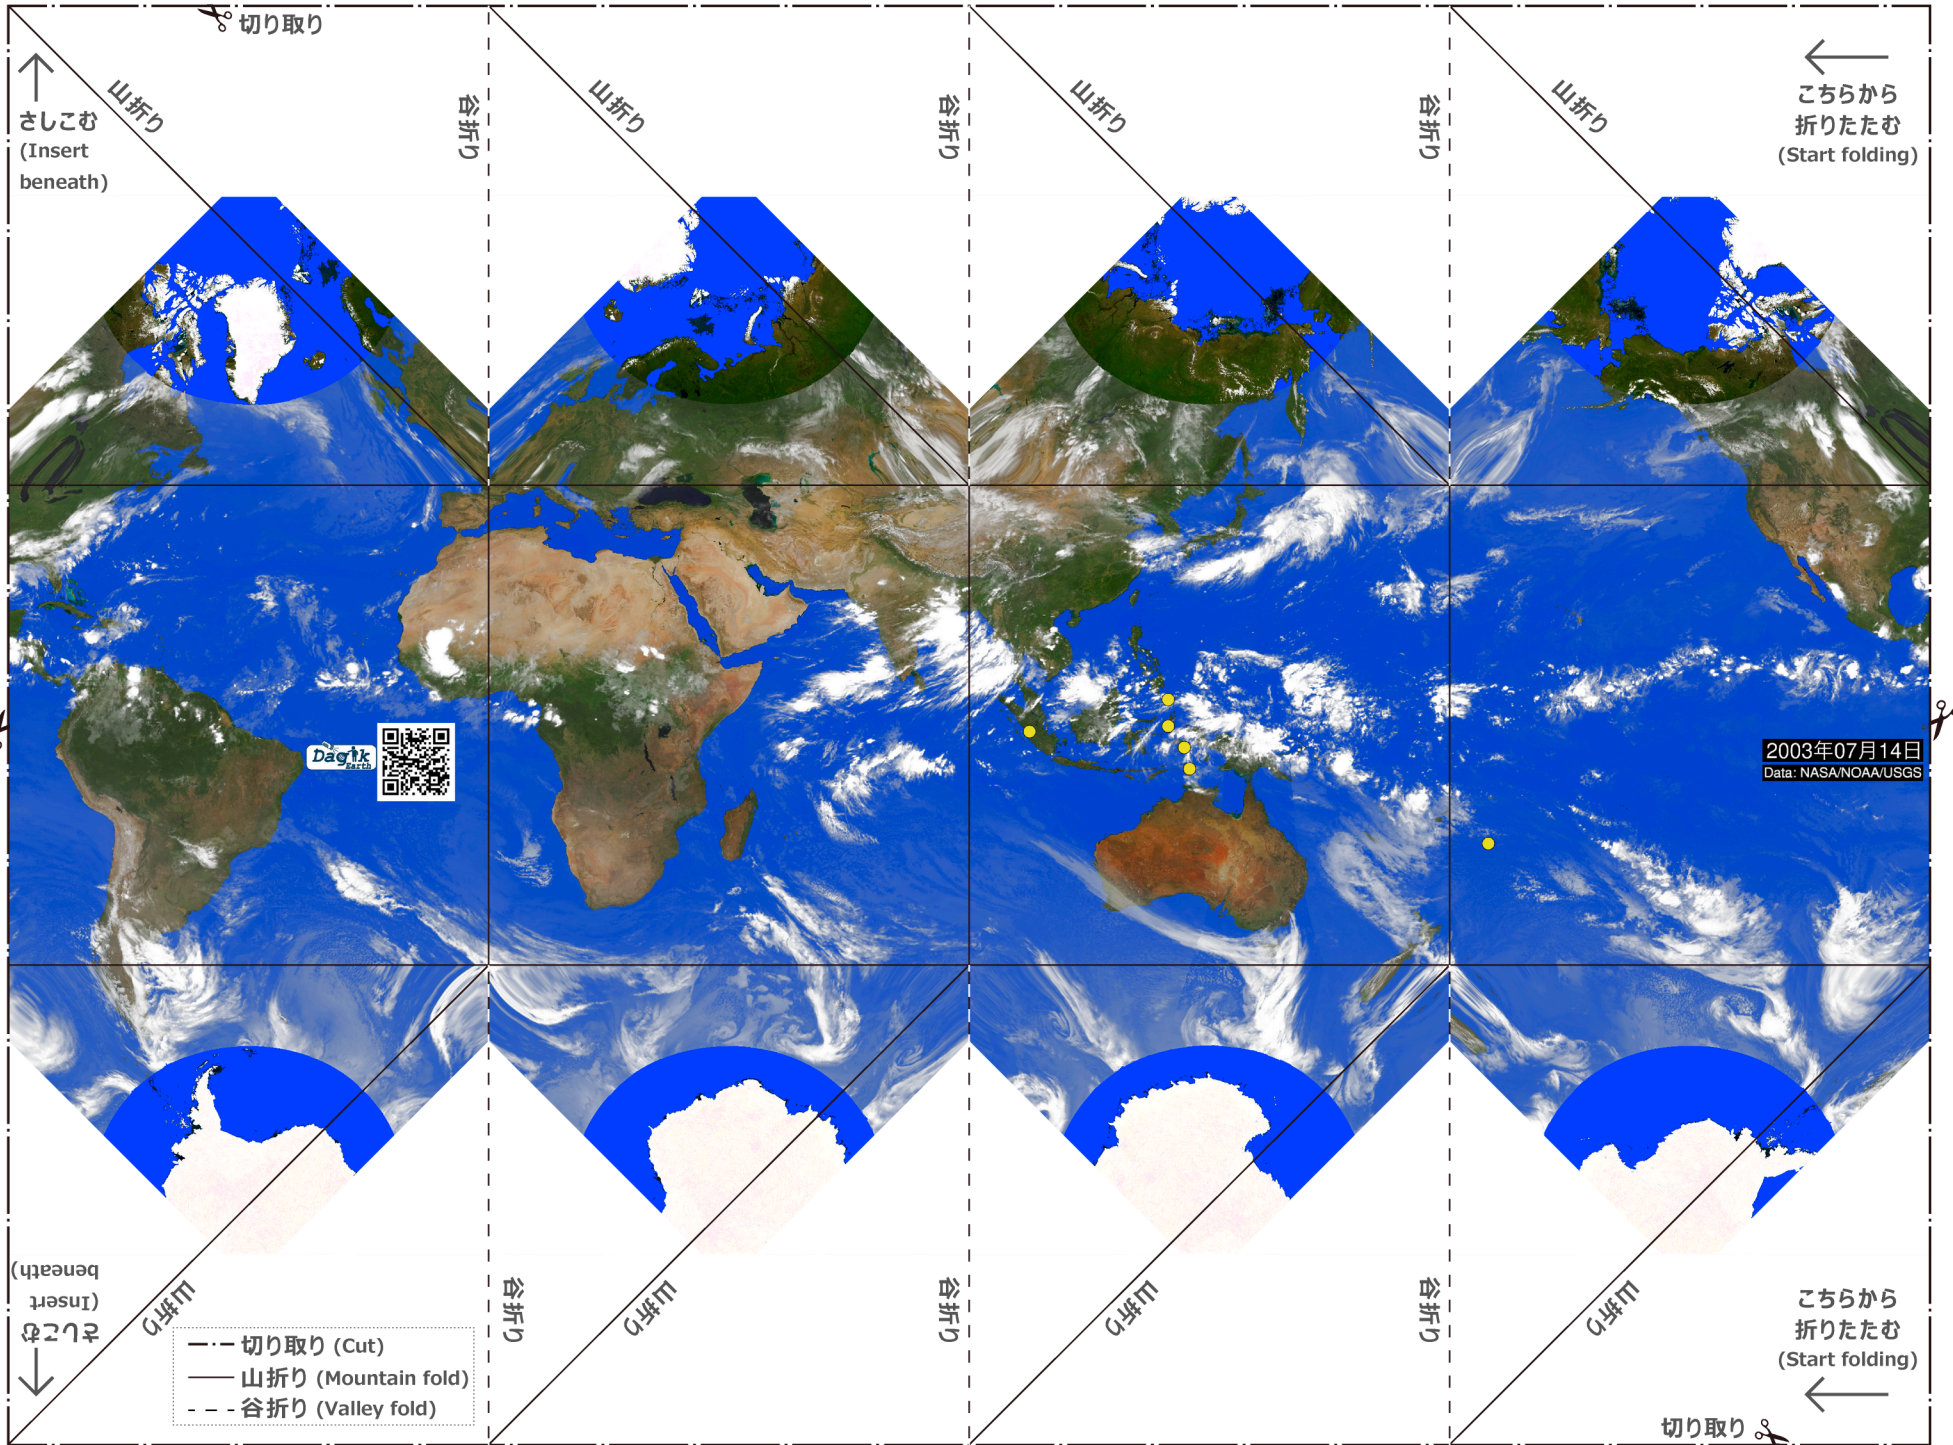 切り取り
さしこむ
(Insert
beneath)
山折り
谷折り
山折り
谷折り
山折り
谷折り
山折り
こちらから
折りたたむ
(Start folding)
Dagik
Earth
2003年07月14日
Data: NASA/NOAA/USGS
さしこむ
(Insert
beneath)
山折り
谷折り
山折り
谷折り
山折り
谷折り
山折り
こちらから
折りたたむ
(Start folding)
切り取り (Cut)
山折り (Mountain fold)
谷折り (Valley fold)
切り取り